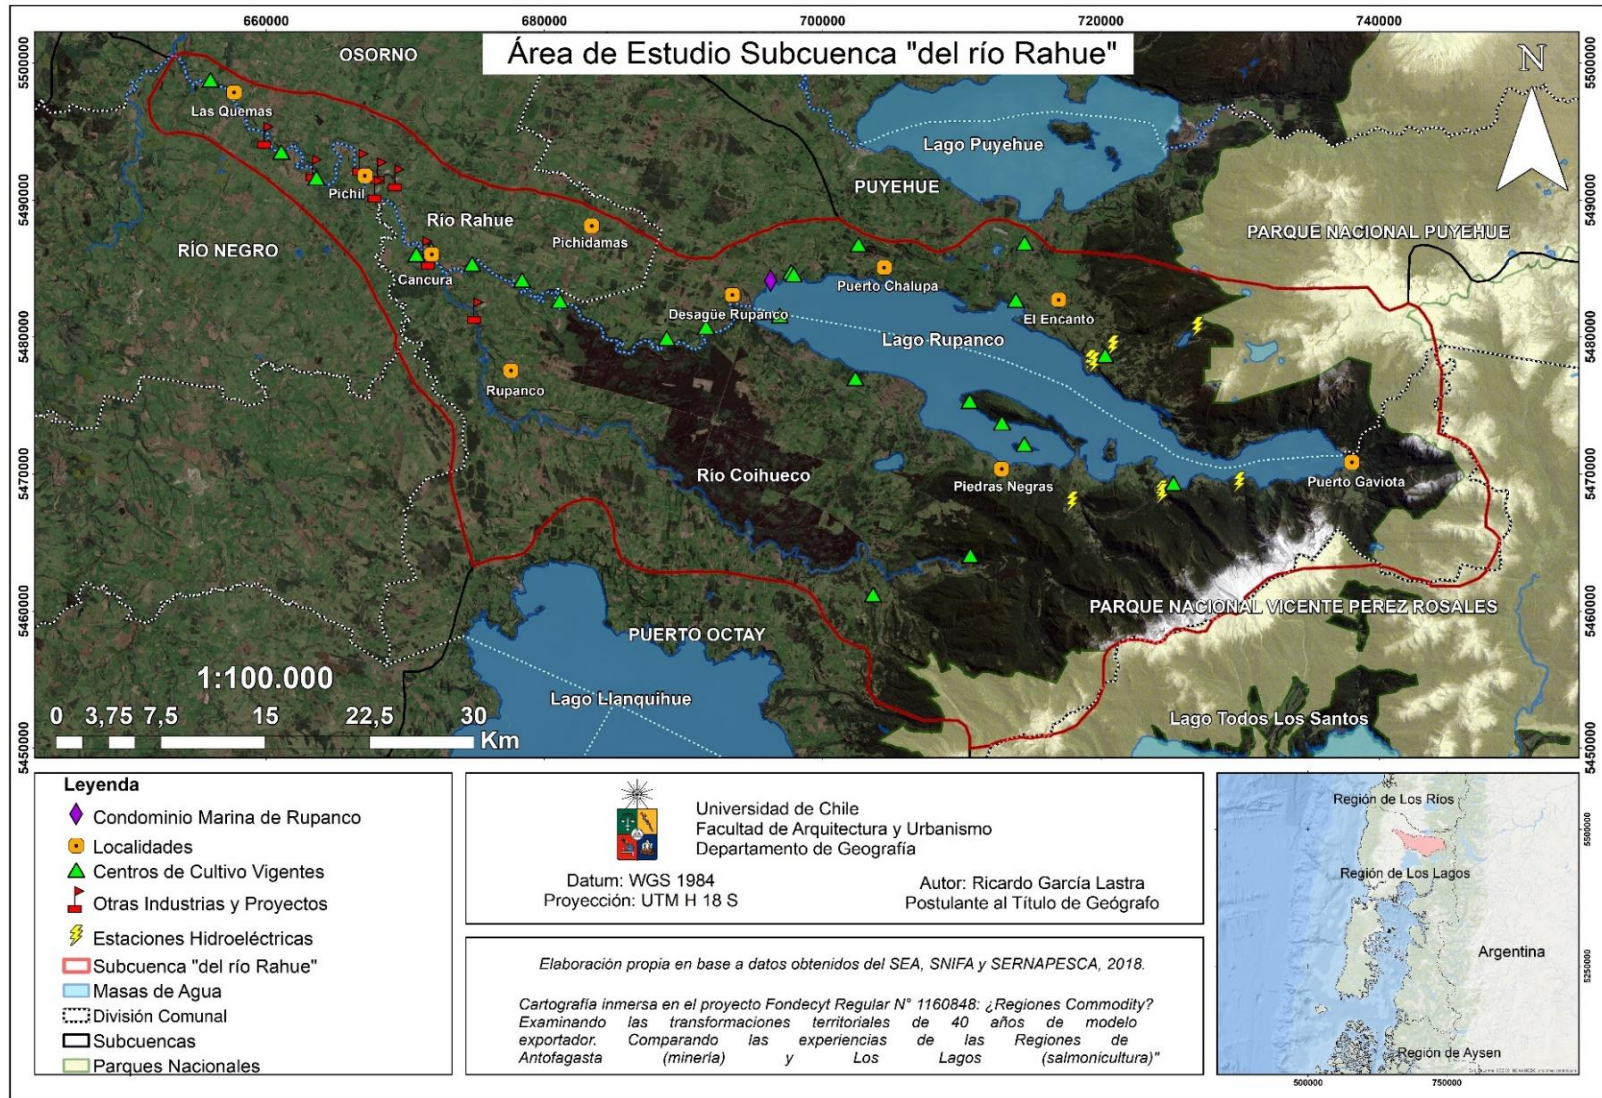 660000
680000
700000
720000
740000
Área de Estudio Subcuenca "del río Rahue"
N
5500000
5490000
5480000
5470000
5460000
5450000
5500000
5490000
5480000
5470000
5460000
5450000
OSORNO
Las Quemas
Lago Puyehue
Pichil
PUYEHUE
Río Rahue
PARQUE NACIONAL PUYEHUE
RÍO NEGRO
Pichidamas
Cancura
Puerto Chalupa
Desagüe Rupanco
El Encanto
Lago Rupanco
Rupanco
Río Coihueco
Piedras Negras
Puerto Gaviota
PARQUE NACIONAL VICENTE PEREZ ROSALES
PUERTO OCTAY
1:100.000
Lago Llanquihue
Lago Todos Los Santos
0 3,75 7,5 15 22,5 30
Km
Leyenda
Condominio Marina de Rupanco
Localidades
Centros de Cultivo Vigentes
Otras Industrias y Proyectos
Estaciones Hidroeléctricas
Subcuenca "del río Rahue"
Masas de Agua
División Comunal
Subcuencas
Parques Nacionales
Universidad de Chile
Facultad de Arquitectura y Urbanismo
Departamento de Geografía
Datum: WGS 1984
Proyección: UTM H 18 S
Autor: Ricardo García Lastra
Postulante al Título de Geógrafo
Elaboración propia en base a datos obtenidos del SEA, SNIFA y SERNAPESCA, 2018.
Cartografía inmersa en el proyecto Fondecyt Regular N° 1160848: ¿Regiones Commodity?
Examinando las transformaciones territoriales de 40 años de modelo
exportador. Comparando las experiencias de las Regiones de
Antofagasta (minería) y Los Lagos (salmonicultura)"
Región de Los Ríos
Región de Los Lagos
Argentina
Región de Aysen
5500000
5250000
500000
750000